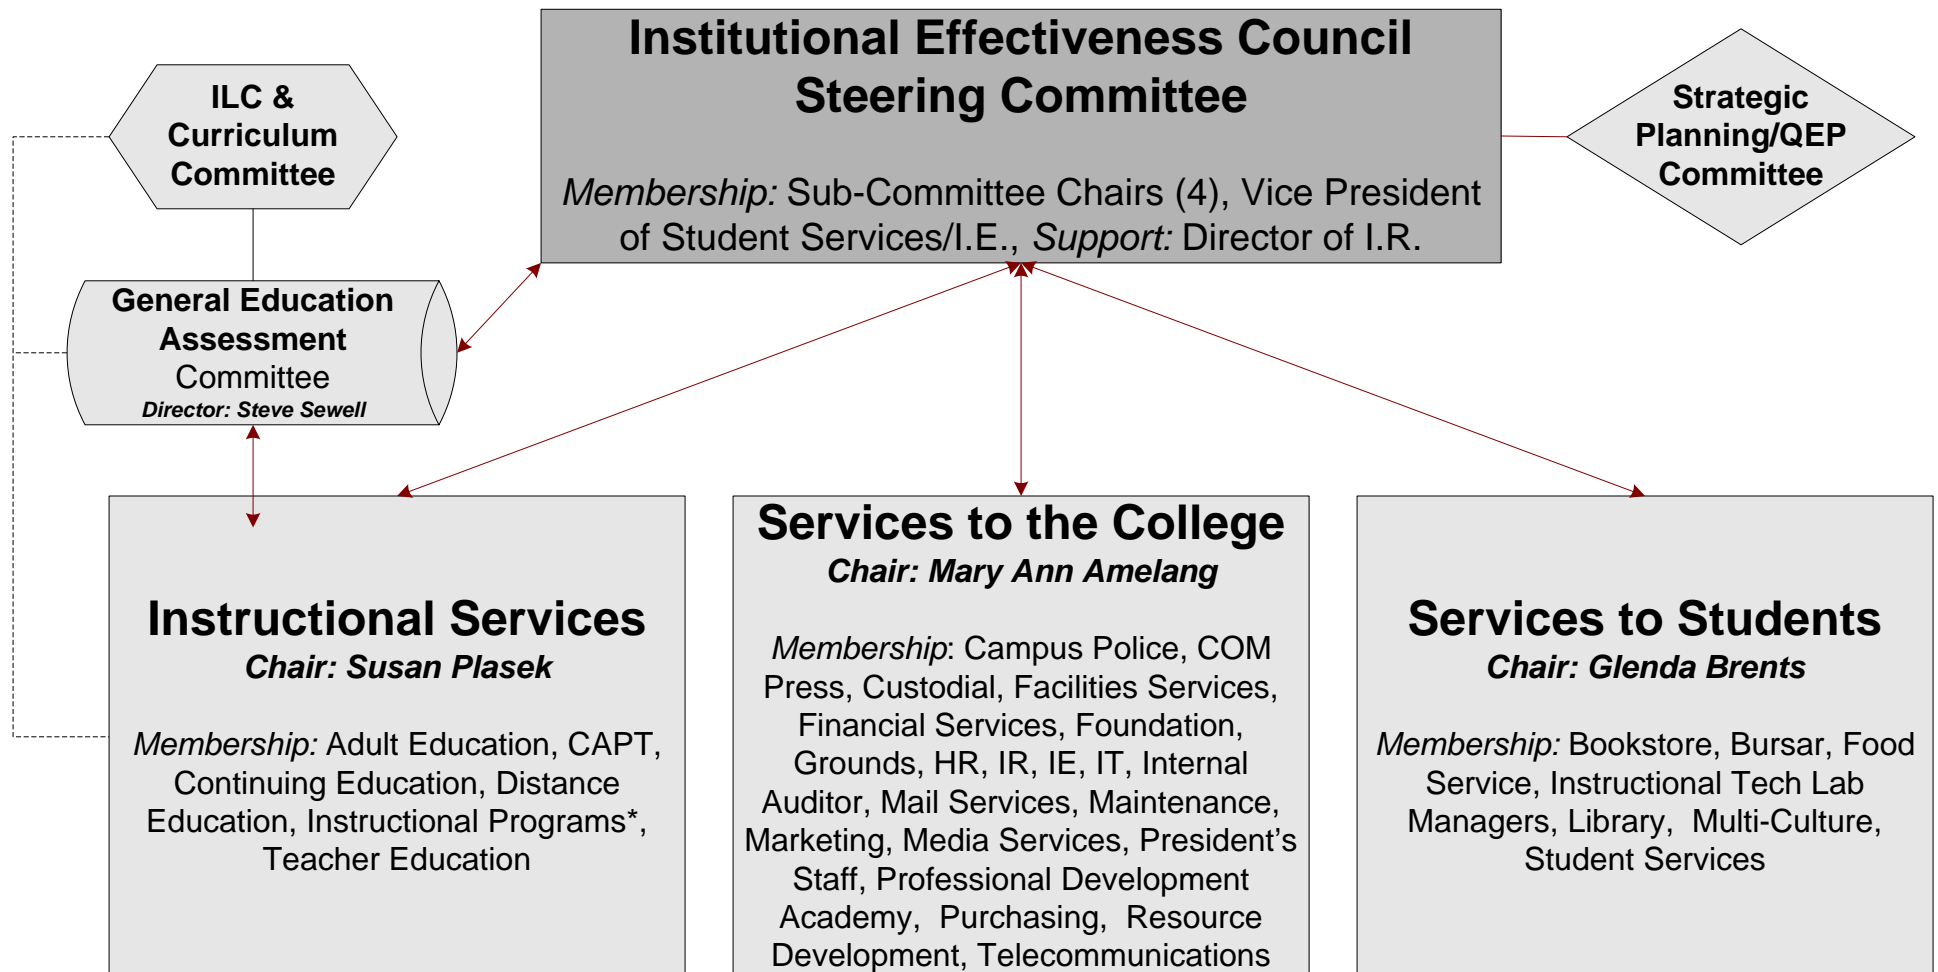 Institutional Effectiveness Council
Steering Committee
Membership: Sub-Committee Chairs (4), Vice President
of Student Services/I.E., Support: Director of I.R.
ILC &
Curriculum
Committee
Strategic
Planning/QEP
Committee
General Education
Assessment
Committee
Director: Steve Sewell
Instructional Services
Chair: Susan Plasek
Membership: Adult Education, CAPT,
Continuing Education, Distance
Education, Instructional Programs*,
Teacher Education
Services to the College
Chair: Mary Ann Amelang
Membership: Campus Police, COM
Press, Custodial, Facilities Services,
Financial Services, Foundation,
Grounds, HR, IR, IE, IT, Internal
Auditor, Mail Services, Maintenance,
Marketing, Media Services, President’s
Staff, Professional Development
Academy, Purchasing, Resource
Development, Telecommunications
Services to Students
Chair: Glenda Brents
Membership: Bookstore, Bursar, Food
Service, Instructional Tech Lab
Managers, Library, Multi-Culture,
Student Services